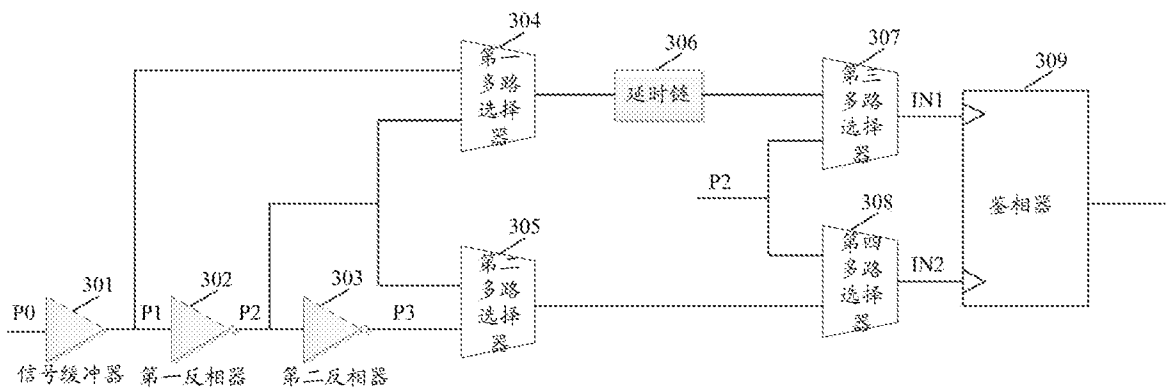 304
第一多路选择器
306
延时链
307
第三多路选择器
309
IN1
P2
鉴相器
308
第四多路选择器
IN2
305
第二多路选择器
301
302
303
P0
P1
P2
P3
信号缓冲器
第一反相器
第二反相器